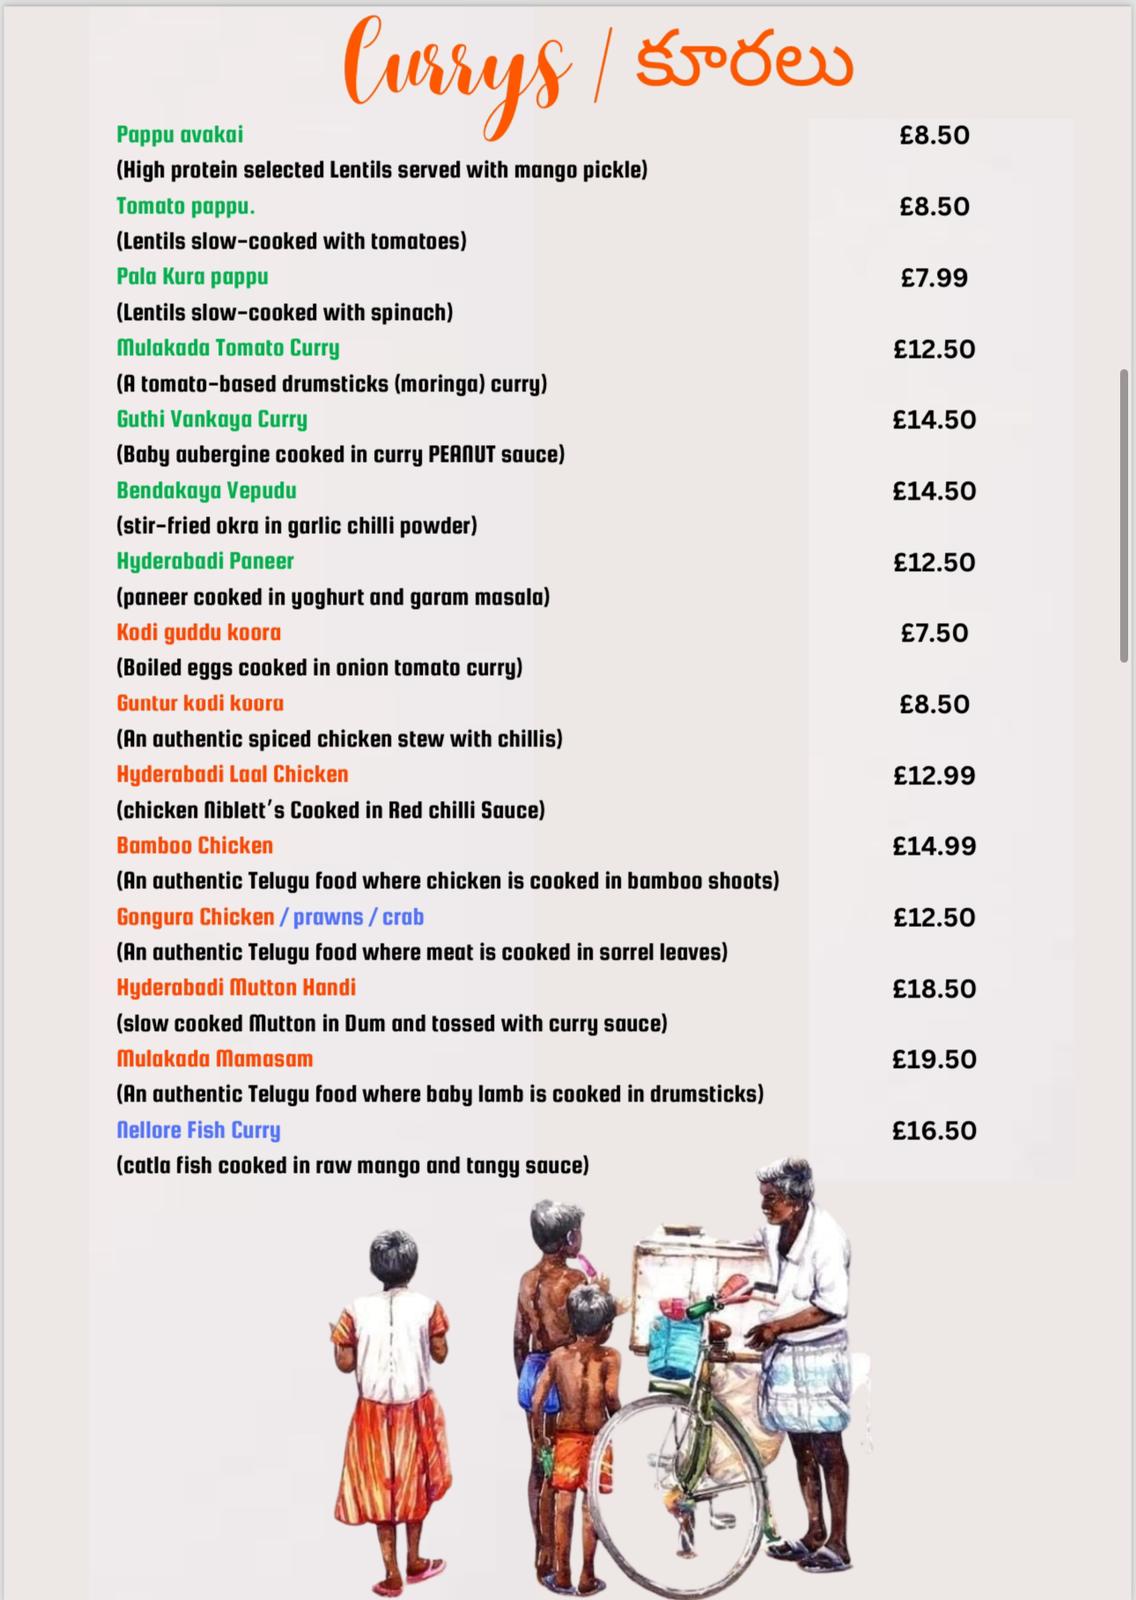 Currys / కూరలు
Pappu avakai £8.50
(High protein selected Lentils served with mango pickle)
Tomato pappu. £8.50
(Lentils slow-cooked with tomatoes)
Pala Kura pappu £7.99
(Lentils slow-cooked with spinach)
Mulakada Tomato Curry £12.50
(A tomato-based drumsticks (moringa) curry)
Guthi Vankaya Curry £14.50
(Baby aubergine cooked in curry PEANUT sauce)
Bendakaya Vepudu £14.50
(stir-fried okra in garlic chilli powder)
Hyderabadi Paneer £12.50
(paneer cooked in yoghurt and garam masala)
Kodi guddu koora £7.50
(Boiled eggs cooked in onion tomato curry)
Guntur kodi koora £8.50
(An authentic spiced chicken stew with chillis)
Hyderabadi Laal Chicken £12.99
(chicken Niblett's Cooked in Red chilli Sauce)
Bamboo Chicken £14.99
(An authentic Telugu food where chicken is cooked in bamboo shoots)
Gongura Chicken / prawns / crab £12.50
(An authentic Telugu food where meat is cooked in sorrel leaves)
Hyderabadi Mutton Handi £18.50
(slow cooked Mutton in Dum and tossed with curry sauce)
Mulakada Mamasam £19.50
(An authentic Telugu food where baby lamb is cooked in drumsticks)
Nellore Fish Curry £16.50
(catla fish cooked in raw mango and tangy sauce)